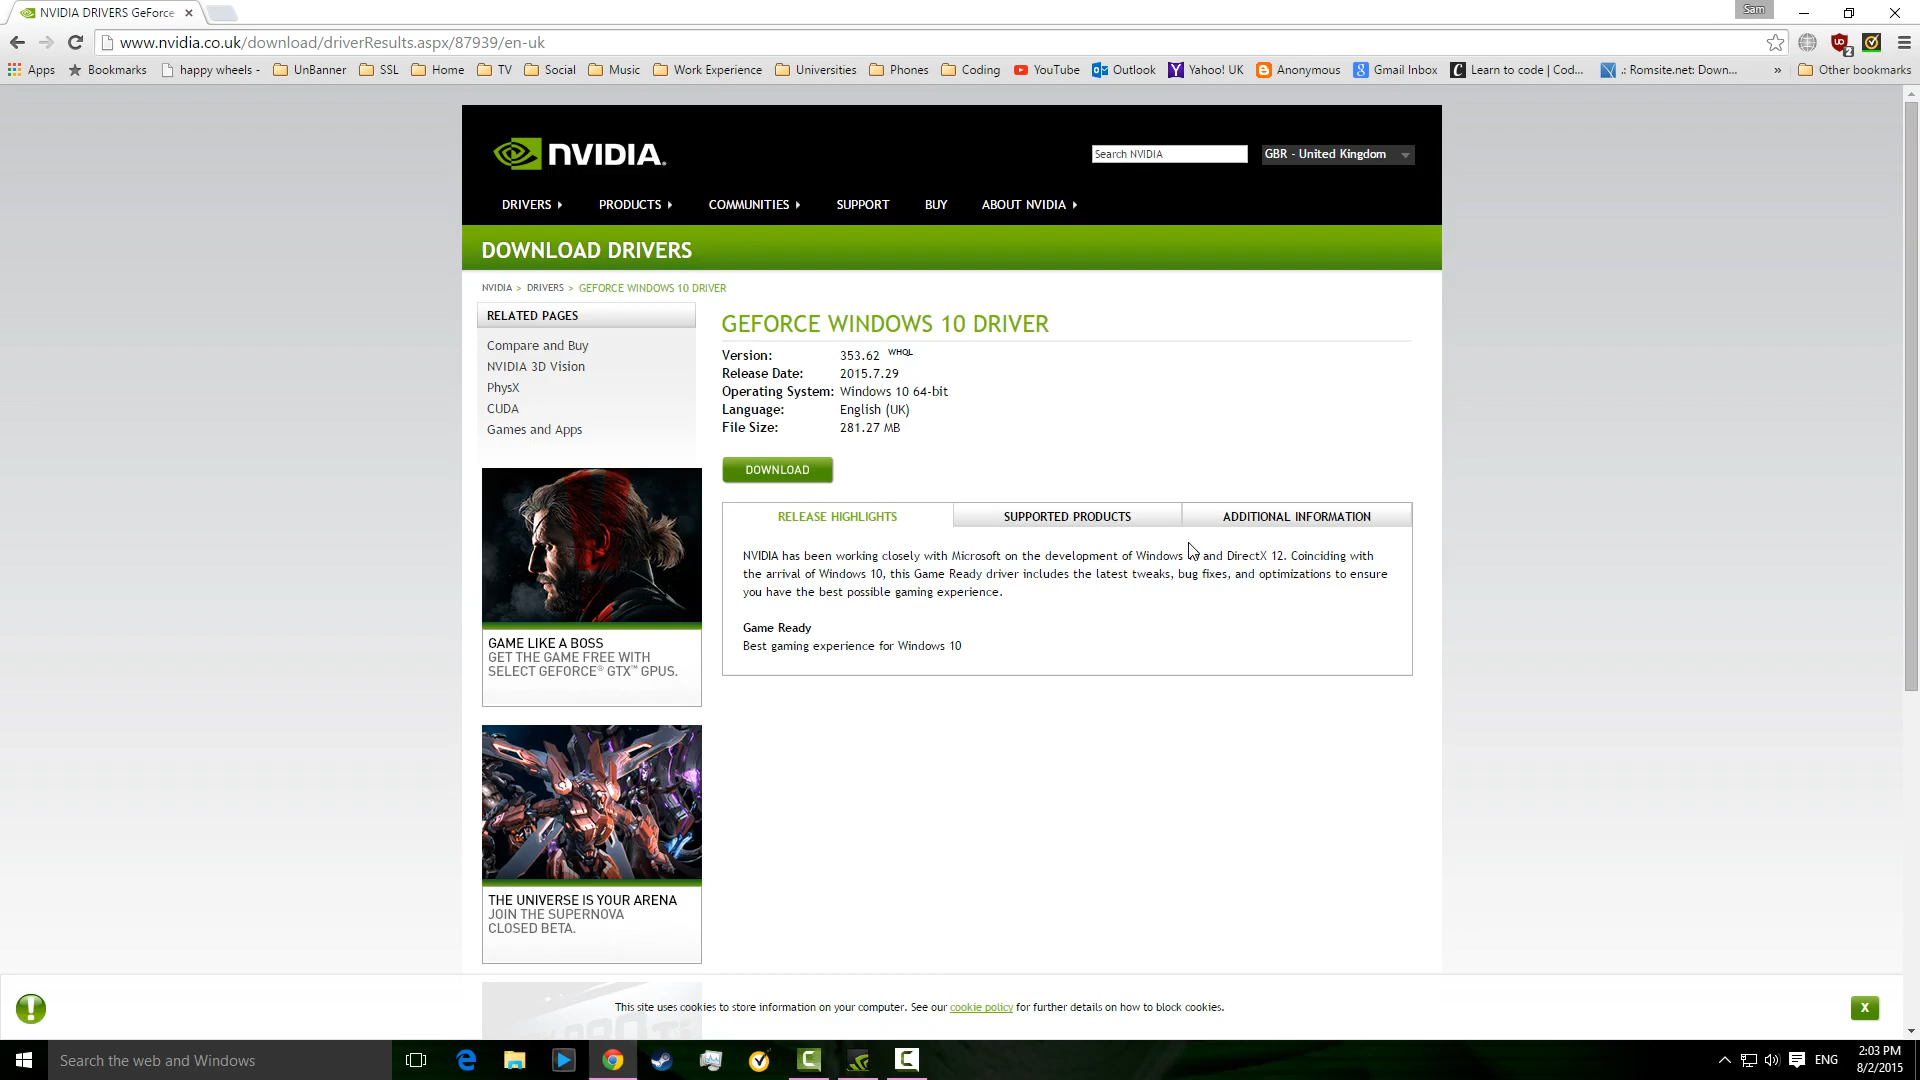 NVIDIA DRIVERS GeForce
Sam
www.nvidia.co.uk/download/driverResults.aspx/87939/en-uk
Apps Bookmarks happy wheels - UnBanner SSL Home TV Social Music Work Experience Universities Phones Coding YouTube Outlook Yahoo! UK Anonymous Gmail Inbox Learn to code | Cod... .: Romsite.net: Down... » Other bookmarks
NVIDIA.
Search NVIDIA
GBR - United Kingdom
DRIVERS PRODUCTS COMMUNITIES SUPPORT BUY ABOUT NVIDIA
DOWNLOAD DRIVERS
NVIDIA > DRIVERS > GEFORCE WINDOWS 10 DRIVER
RELATED PAGES
Compare and Buy
NVIDIA 3D Vision
PhysX
CUDA
Games and Apps
GAME LIKE A BOSS
GET THE GAME FREE WITH
SELECT GEFORCE® GTX™ GPUS.
THE UNIVERSE IS YOUR ARENA
JOIN THE SUPERNOVA
CLOSED BETA.
GEFORCE WINDOWS 10 DRIVER
Version: 353.62 WHQL
Release Date: 2015.7.29
Operating System: Windows 10 64-bit
Language: English (UK)
File Size: 281.27 MB
DOWNLOAD
RELEASE HIGHLIGHTS SUPPORTED PRODUCTS ADDITIONAL INFORMATION
NVIDIA has been working closely with Microsoft on the development of Windows and DirectX 12. Coinciding with
the arrival of Windows 10, this Game Ready driver includes the latest tweaks, bug fixes, and optimizations to ensure
you have the best possible gaming experience.
Game Ready
Best gaming experience for Windows 10
This site uses cookies to store information on your computer. See our cookie policy for further details on how to block cookies.
X
Search the web and Windows
ENG
2:03 PM
8/2/2015